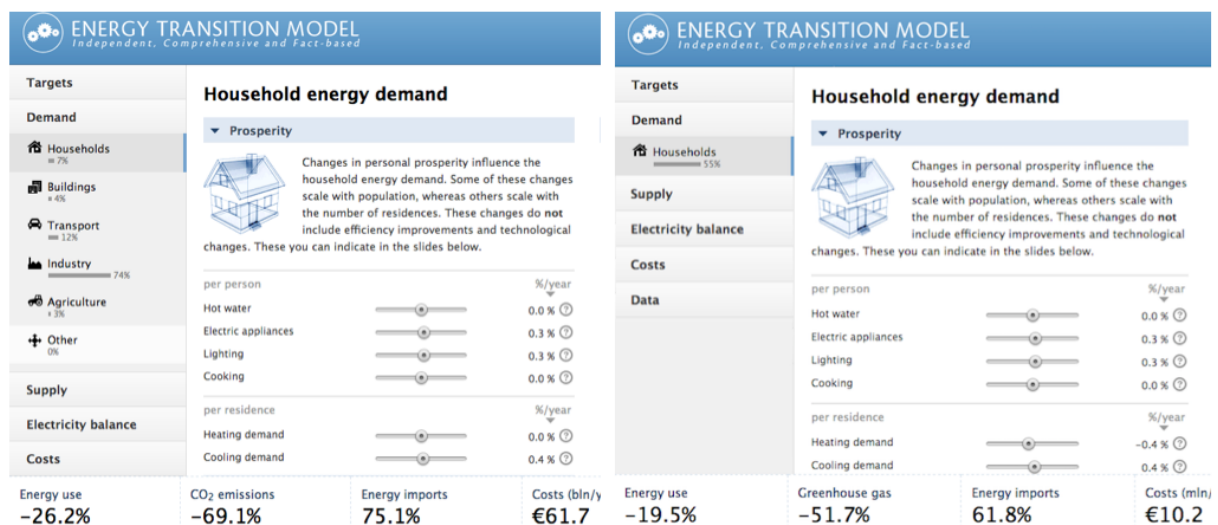 ENERGY TRANSITION MODEL
Independent, Comprehensive and Fact-based
Targets
Demand
Households
7%
Buildings
4%
Transport
12%
Industry
74%
Agriculture
3%
Other
0%
Supply
Electricity balance
Costs
Household energy demand
Prosperity
Changes in personal prosperity influence the
household energy demand. Some of these changes
scale with population, whereas others scale with
the number of residences. These changes do not
include efficiency improvements and technological
changes. These you can indicate in the slides below.
per person %/year
Hot water 0.0 % ?
Electric appliances 0.3 % ?
Lighting 0.3 % ?
Cooking 0.0 % ?
per residence %/year
Heating demand 0.0 % ?
Cooling demand 0.4 % ?
Energy use CO2 emissions Energy imports Costs (bln/y
-26.2% -69.1% 75.1% €61.7
ENERGY TRANSITION MODEL
Independent, Comprehensive and Fact-based
Targets
Demand
Households
55%
Supply
Electricity balance
Costs
Data
Household energy demand
Prosperity
Changes in personal prosperity influence the
household energy demand. Some of these changes
scale with population, whereas others scale with
the number of residences. These changes do not
include efficiency improvements and technological
changes. These you can indicate in the slides below.
per person %/year
Hot water 0.0 % ?
Electric appliances 0.3 % ?
Lighting 0.3 % ?
Cooking 0.0 % ?
per residence %/year
Heating demand -0.4 % ?
Cooling demand 0.4 % ?
Energy use Greenhouse gas Energy imports Costs (mln/
-19.5% -51.7% 61.8% €10.2